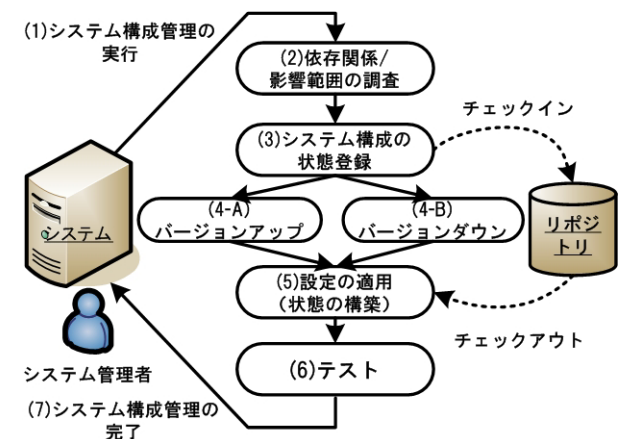 (1)システム構成管理の
実行
(2)依存関係/
影響範囲の調査
チェックイン
(3)システム構成の
状態登録
(4-A)
バージョンアップ
(4-B)
バージョンダウン
リポジ
トリ
システム
(5)設定の適用
（状態の構築）
チェックアウト
(6)テスト
システム管理者
(7)システム構成管理の
完了